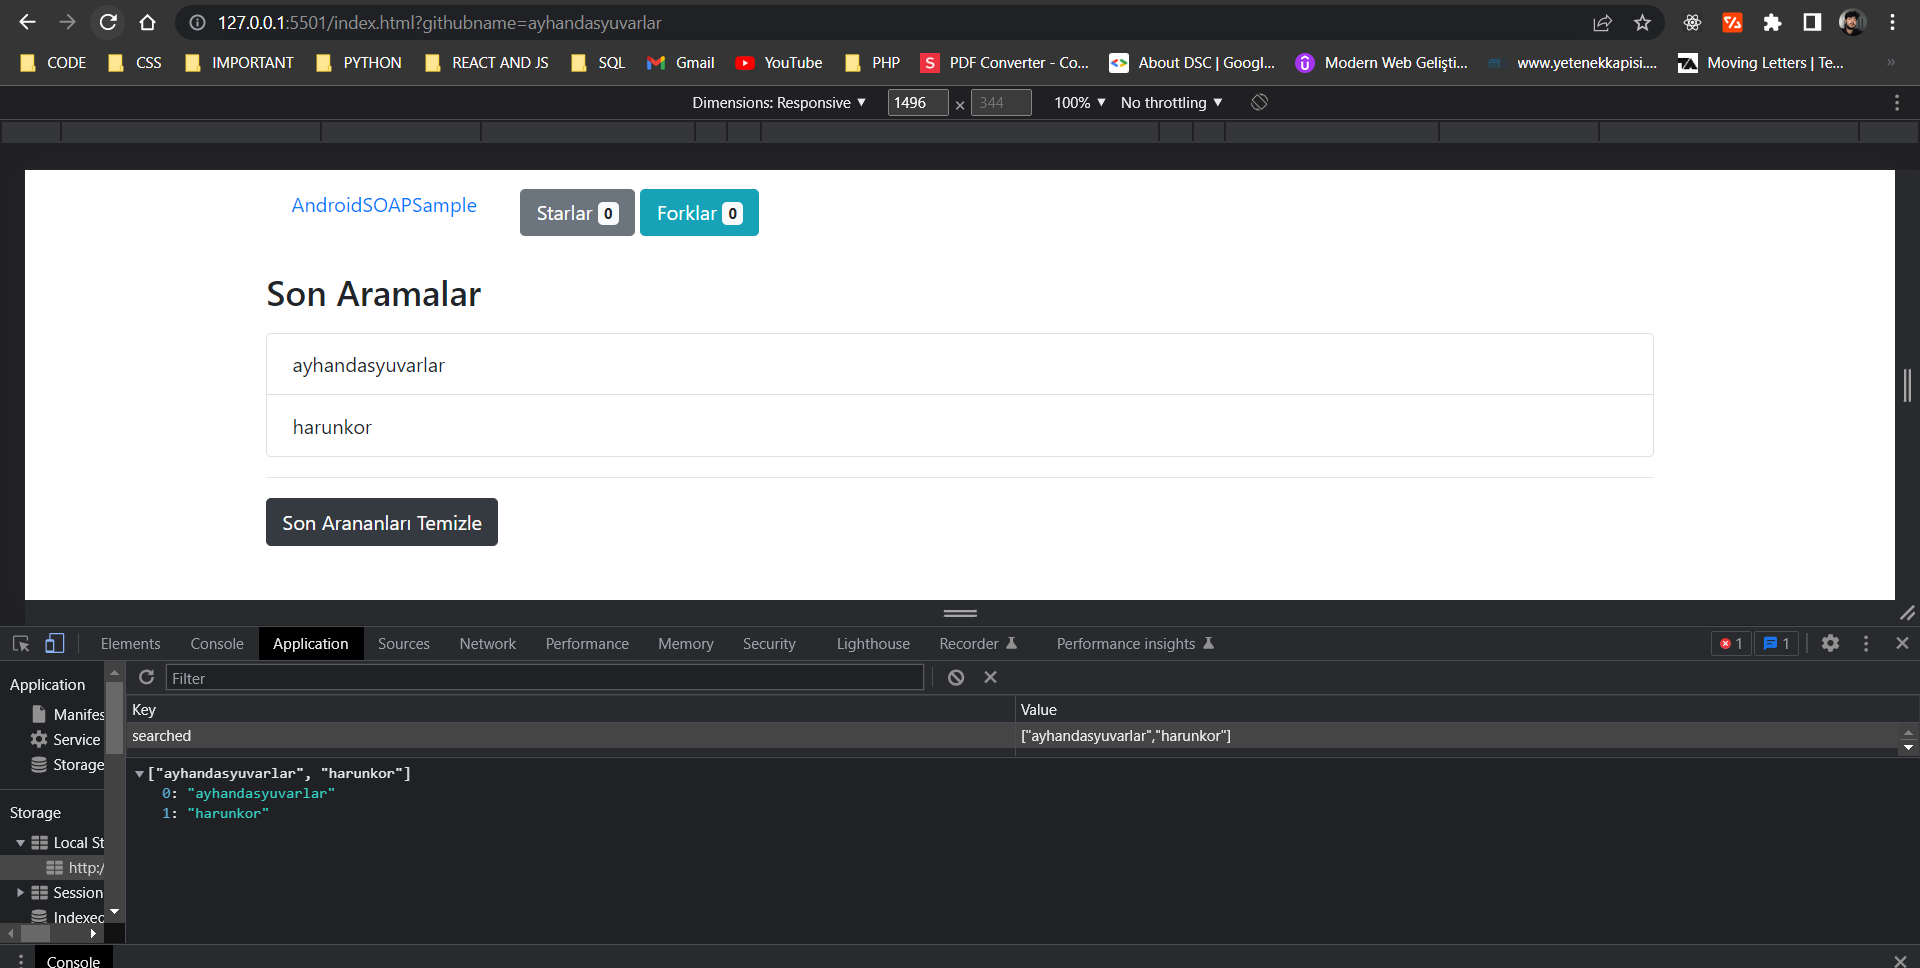 127.0.0.1:5501/index.html?githubname=ayhandasyuvarlar
CODE CSS IMPORTANT PYTHON REACT AND JS SQL Gmail YouTube PHP PDF Converter - Co... About DSC | Googl... Modern Web Gelişti... www.yetenekkapisi.... Moving Letters | Te... »
Dimensions: Responsive ▼ 1496 × 344 100% ▼ No throttling ▼
AndroidSOAPSample Starlar 0 Forklar 0
Son Aramalar
ayhandasyuvarlar
harunkor
Son Arananları Temizle
Elements Console Application Sources Network Performance Memory Security Lighthouse Recorder Performance insights 1 1
Application
Manifes
Service
Storage
Storage
Local St
http:/
Session
Indexed
Filter
Key Value
searched ["ayhandasyuvarlar","harunkor"]
▼["ayhandasyuvarlar", "harunkor"]
0: "ayhandasyuvarlar"
1: "harunkor"
Console